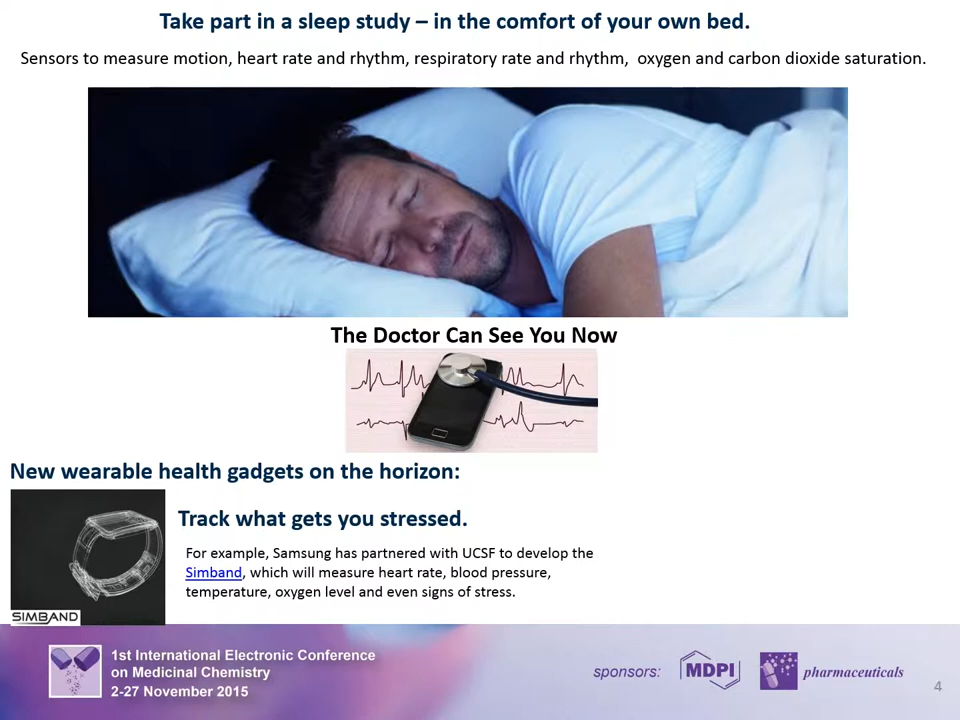 Take part in a sleep study – in the comfort of your own bed.
Sensors to measure motion, heart rate and rhythm, respiratory rate and rhythm,  oxygen and carbon dioxide saturation.
The Doctor Can See You Now
New wearable health gadgets on the horizon:
Track what gets you stressed.
For example, Samsung has partnered with UCSF to develop the
Simband, which will measure heart rate, blood pressure,
temperature, oxygen level and even signs of stress.
SIMBAND
1st International Electronic Conference
on Medicinal Chemistry
2-27 November 2015
sponsors:
MDPI
pharmaceuticals
4